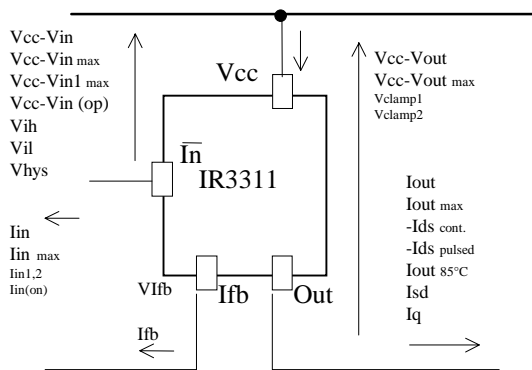 Vcc-Vin
Vcc-Vin max
Vcc-Vin1 max
Vcc-Vin (op)
Vih
Vil
Vhys
Vcc
Vcc-Vout
Vcc-Vout max
Vclamp1
Vclamp2
In
IR3311
Iin
Iin max
Iin1,2
Iin(on)
Iout
Iout max
-Ids cont.
-Ids pulsed
Iout 85°C
Isd
Iq
VIfb
Ifb
Out
Ifb